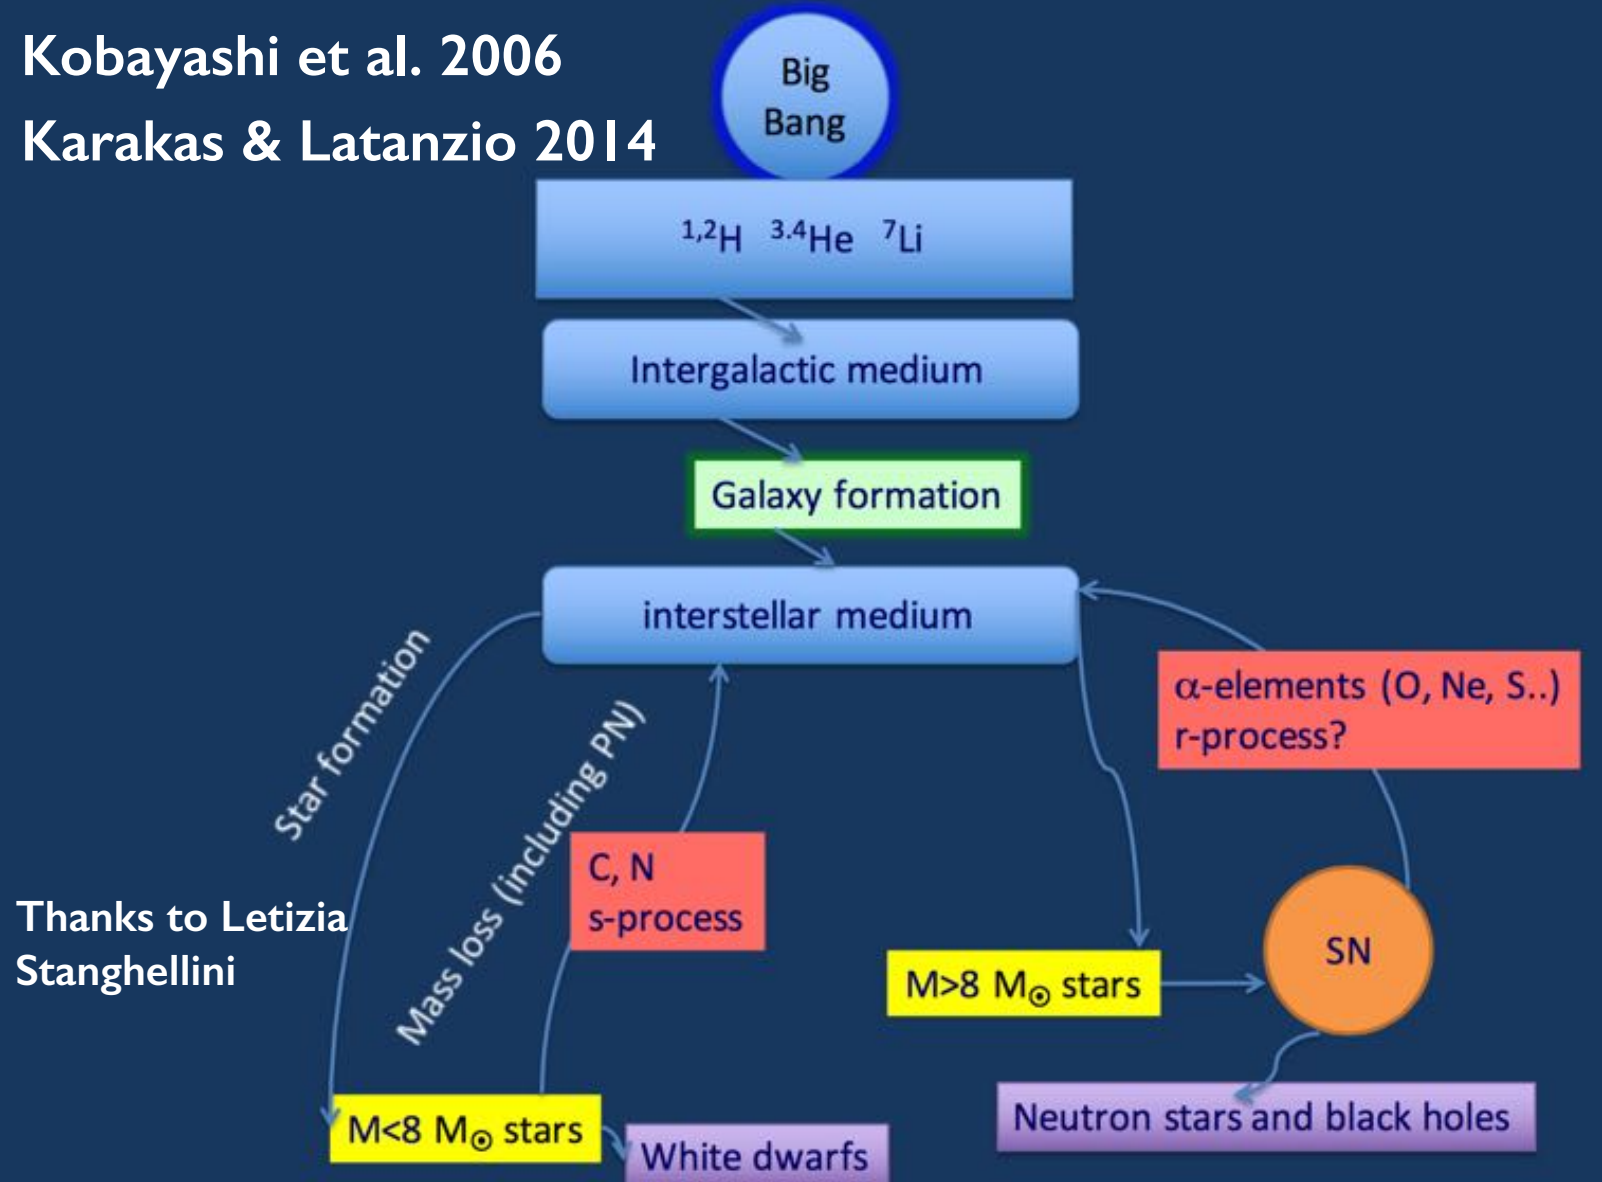 Kobayashi et al. 2006
Karakas & Latanzio 2014
Big
Bang
1,2H 3.4He 7Li
Intergalactic medium
Galaxy formation
interstellar medium
Star formation
Mass loss (including PN)
α-elements (O, Ne, S..)
r-process?
C, N
s-process
Thanks to Letizia
Stanghellini
M>8 M☉ stars
SN
M<8 M☉ stars
White dwarfs
Neutron stars and black holes